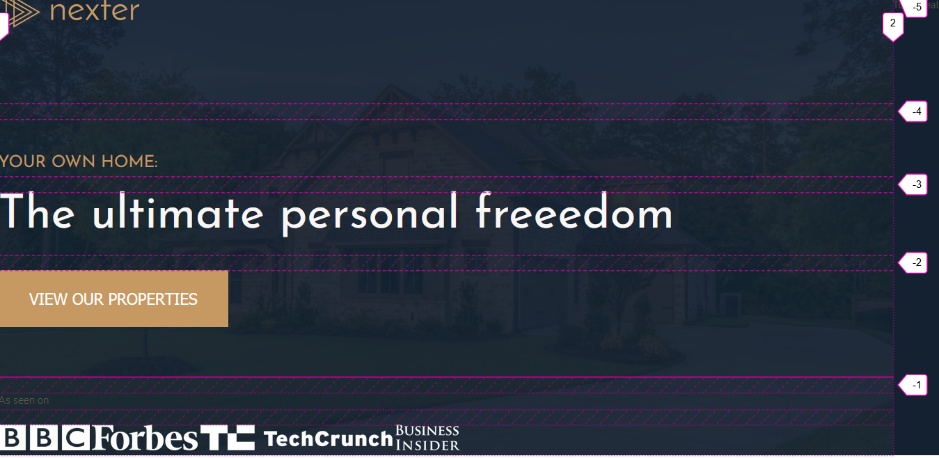 nexter
-5
2
-4
YOUR OWN HOME:
-3
The ultimate personal freeedom
-2
VIEW OUR PROPERTIES
-1
As seen on
BBC Forbes TC TechCrunch BUSINESS INSIDER